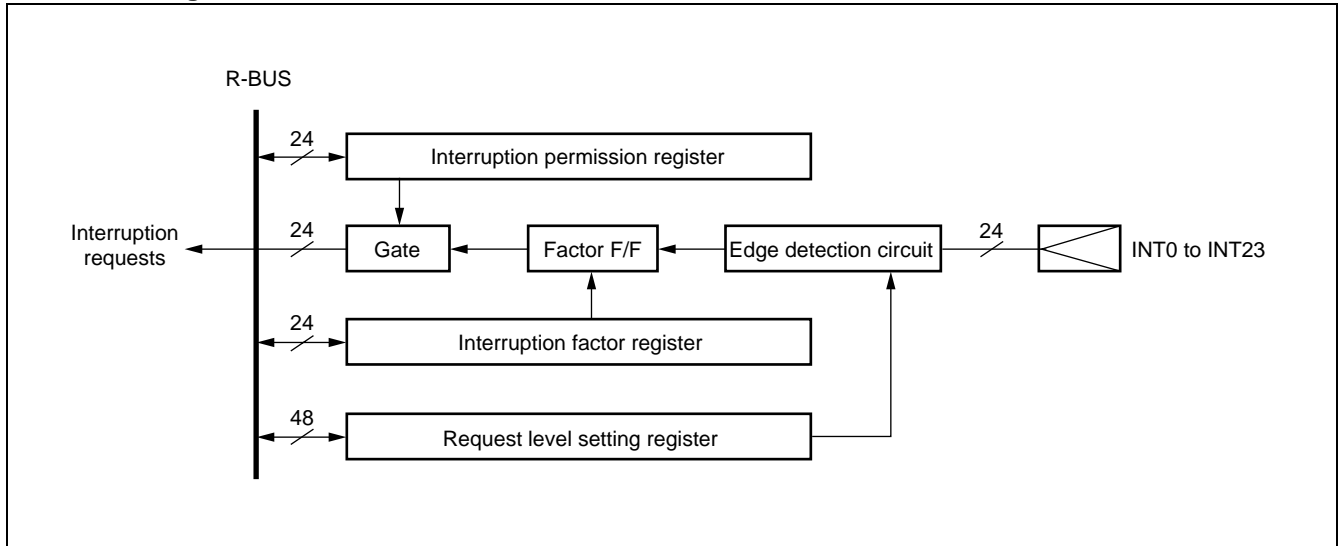 R-BUS
24
Interruption permission register
Interruption
requests
24
Gate
Factor F/F
Edge detection circuit
24
INT0 to INT23
24
Interruption factor register
48
Request level setting register